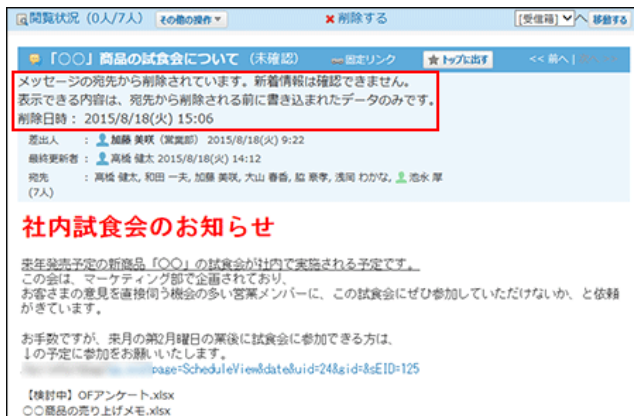 閲覧状況 (0人/7人) その他の操作▼ ×削除する [受信箱] へ 移動する
「〇〇」商品の試食会について (未確認) 固定リンク ★トップに出す << 前へ |
メッセージの宛先から削除されています。新着情報は確認できません。
表示できる内容は、宛先から削除される前に書き込まれたデータのみです。
削除日時： 2015/8/18(火) 15:06
差出人 ： 加藤 美咲 (営業部) 2015/8/18(火) 9:22
最終更新者： 高橋 健太 2015/8/18(火) 14:12
宛先 ： 高橋 健太, 和田 一夫, 加藤 美咲, 大山 春香, 脇 泉孝, 浅岡 わかな, 池永 厚
(7人)
社内試食会のお知らせ
来年発売予定の新商品「〇〇」の試食会が社内で実施される予定です。
この会は、マーケティング部で企画されており、
お客さまの意見を直接伺う機会の多い営業メンバーに、この試食会にぜひ参加していただけないか、と依頼
がきています。
お手数ですが、来月の第2月曜日の業後に試食会に参加できる方は、
↓の予定に参加をお願いいたします。
page=ScheduleView&date&uid=24&gid=&sEID=125
【検討中】OFアンケート.xlsx
〇〇商品の売り上げメモ.xlsx